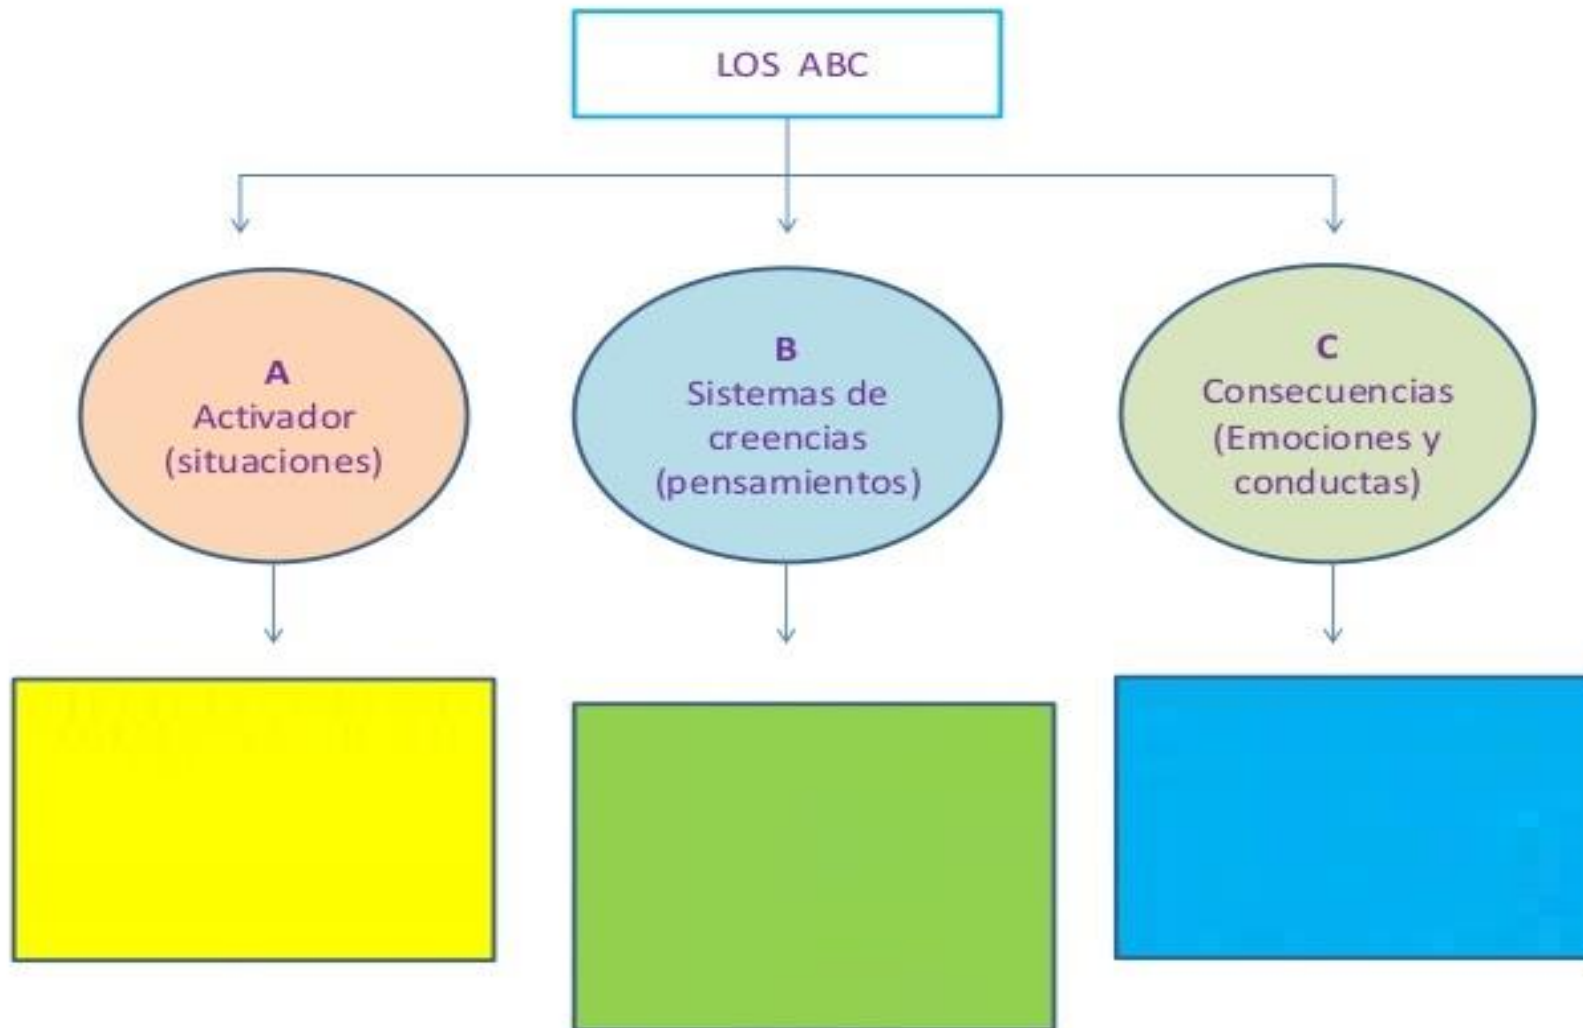 LOS ABC
A
Activador
(situaciones)
B
Sistemas de
creencias
(pensamientos)
C
Consecuencias
(Emociones y
conductas)